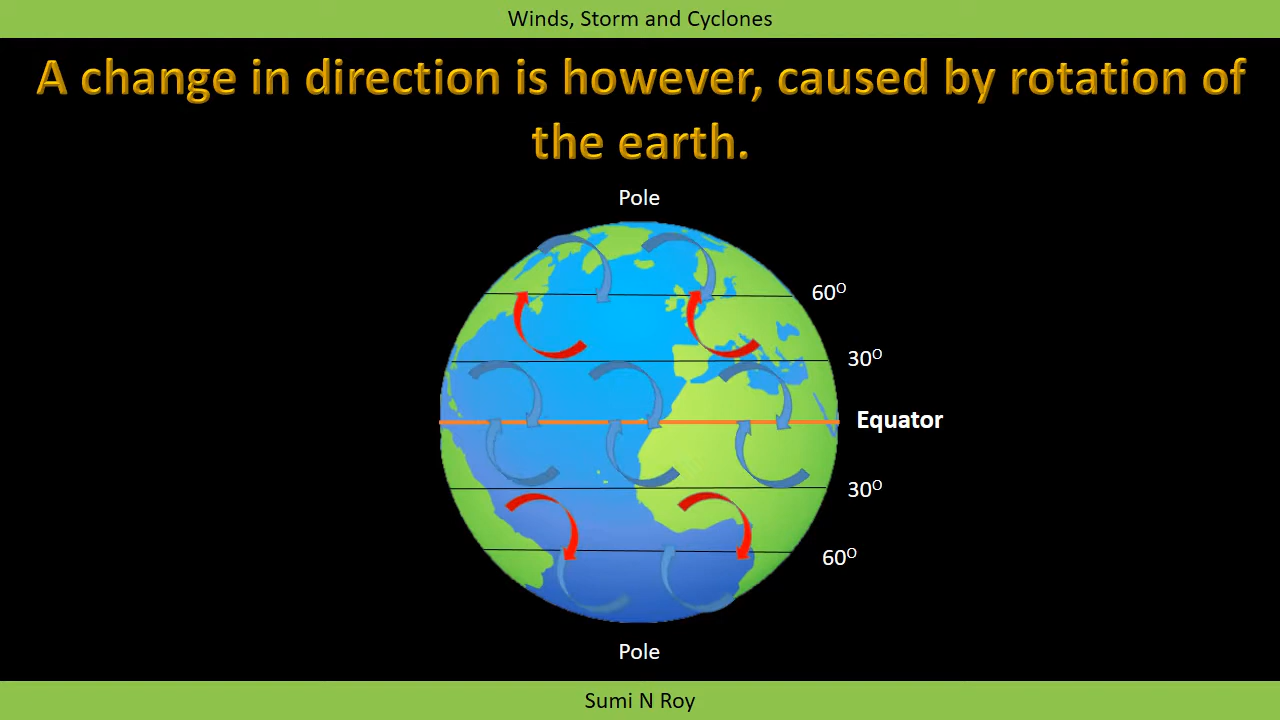 Winds, Storm and Cyclones
A change in direction is however, caused by rotation of
the earth.
Pole
60O
30O
Equator
30O
60O
Pole
Sumi N Roy